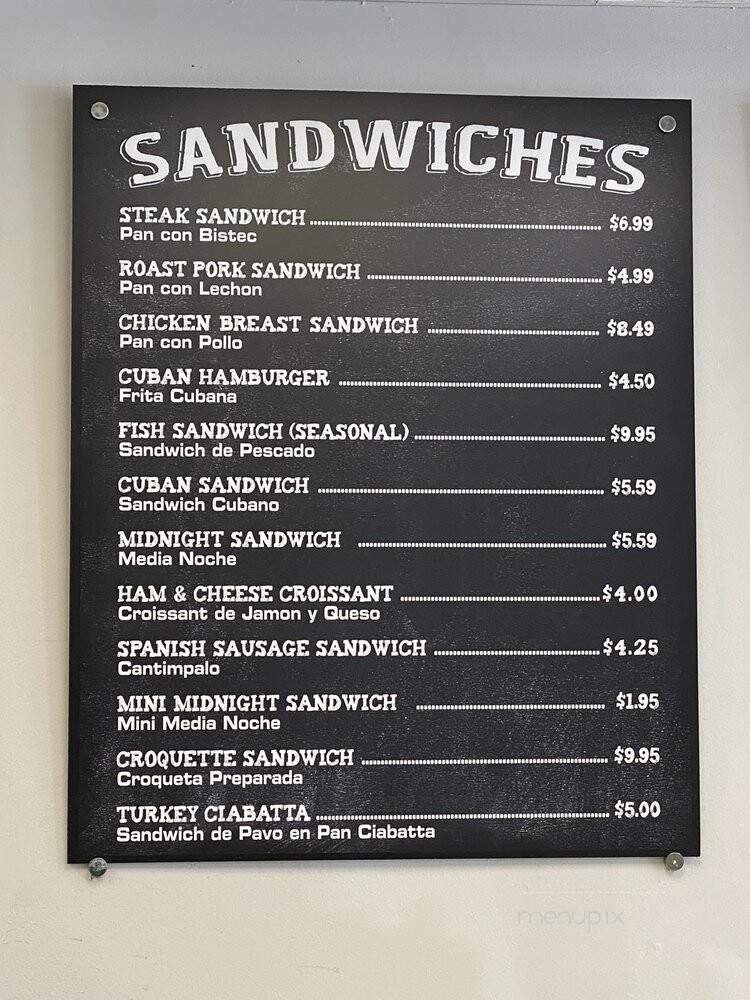 SANDWICHES
STEAK SANDWICH ........ $6.99
Pan con Bistec
ROAST PORK SANDWICH ........ $4.99
Pan con Lechon
CHICKEN BREAST SANDWICH ........ $8.49
Pan con Pollo
CUBAN HAMBURGER ........ $4.50
Frita Cubana
FISH SANDWICH (SEASONAL) ........ $9.95
Sandwich de Pescado
CUBAN SANDWICH ........ $5.59
Sandwich Cubano
MIDNIGHT SANDWICH ........ $5.59
Media Noche
HAM & CHEESE CROISSANT ........ $4.00
Croissant de Jamon y Queso
SPANISH SAUSAGE SANDWICH ........ $4.25
Cantimpalo
MINI MIDNIGHT SANDWICH ........ $1.95
Mini Media Noche
CROQUETTE SANDWICH ........ $9.95
Croqueta Preparada
TURKEY CIABATTA ........ $5.00
Sandwich de Pavo en Pan Ciabatta
menupix